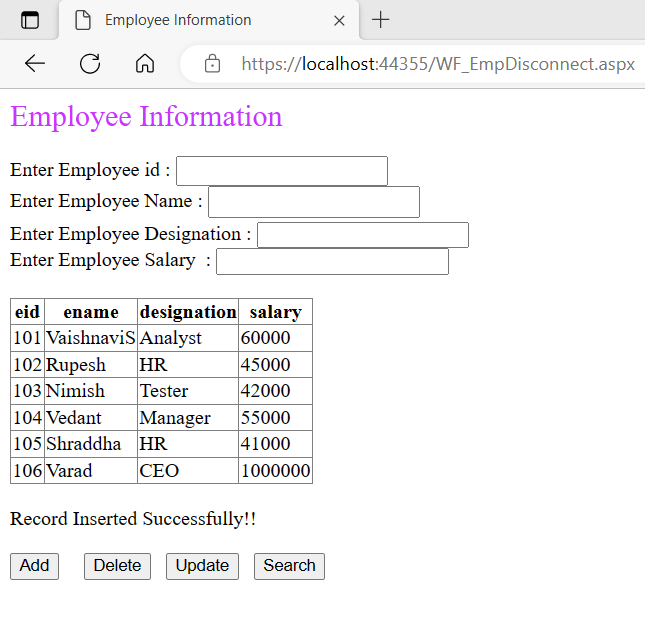 Employee Information
https://localhost:44355/WF_EmpDisconnect.aspx
Employee Information
Enter Employee id :
Enter Employee Name :
Enter Employee Designation :
Enter Employee Salary :
eid ename designation salary
101 VaishnaviS Analyst 60000
102 Rupesh HR 45000
103 Nimish Tester 42000
104 Vedant Manager 55000
105 Shraddha HR 41000
106 Varad CEO 1000000
Record Inserted Successfully!!
Add Delete Update Search